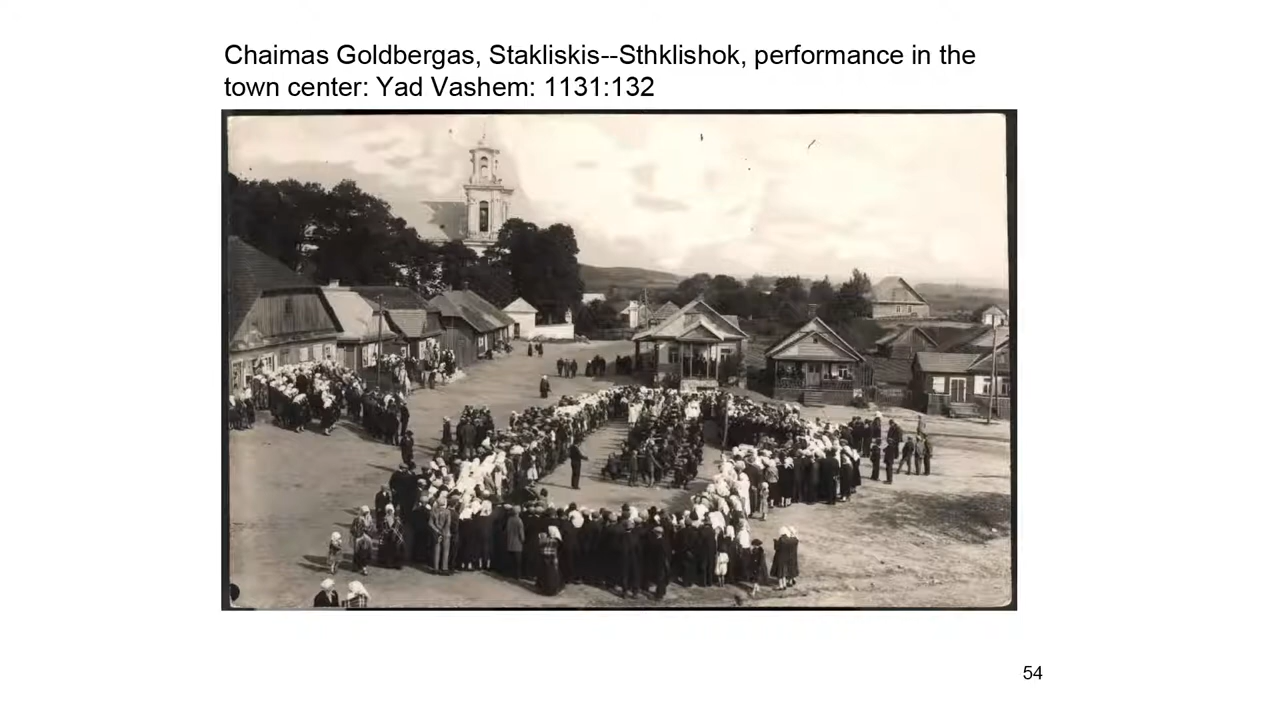 Chaimas Goldbergas, Stakliskis--Sthklishok, performance in the
town center: Yad Vashem: 1131:132
54